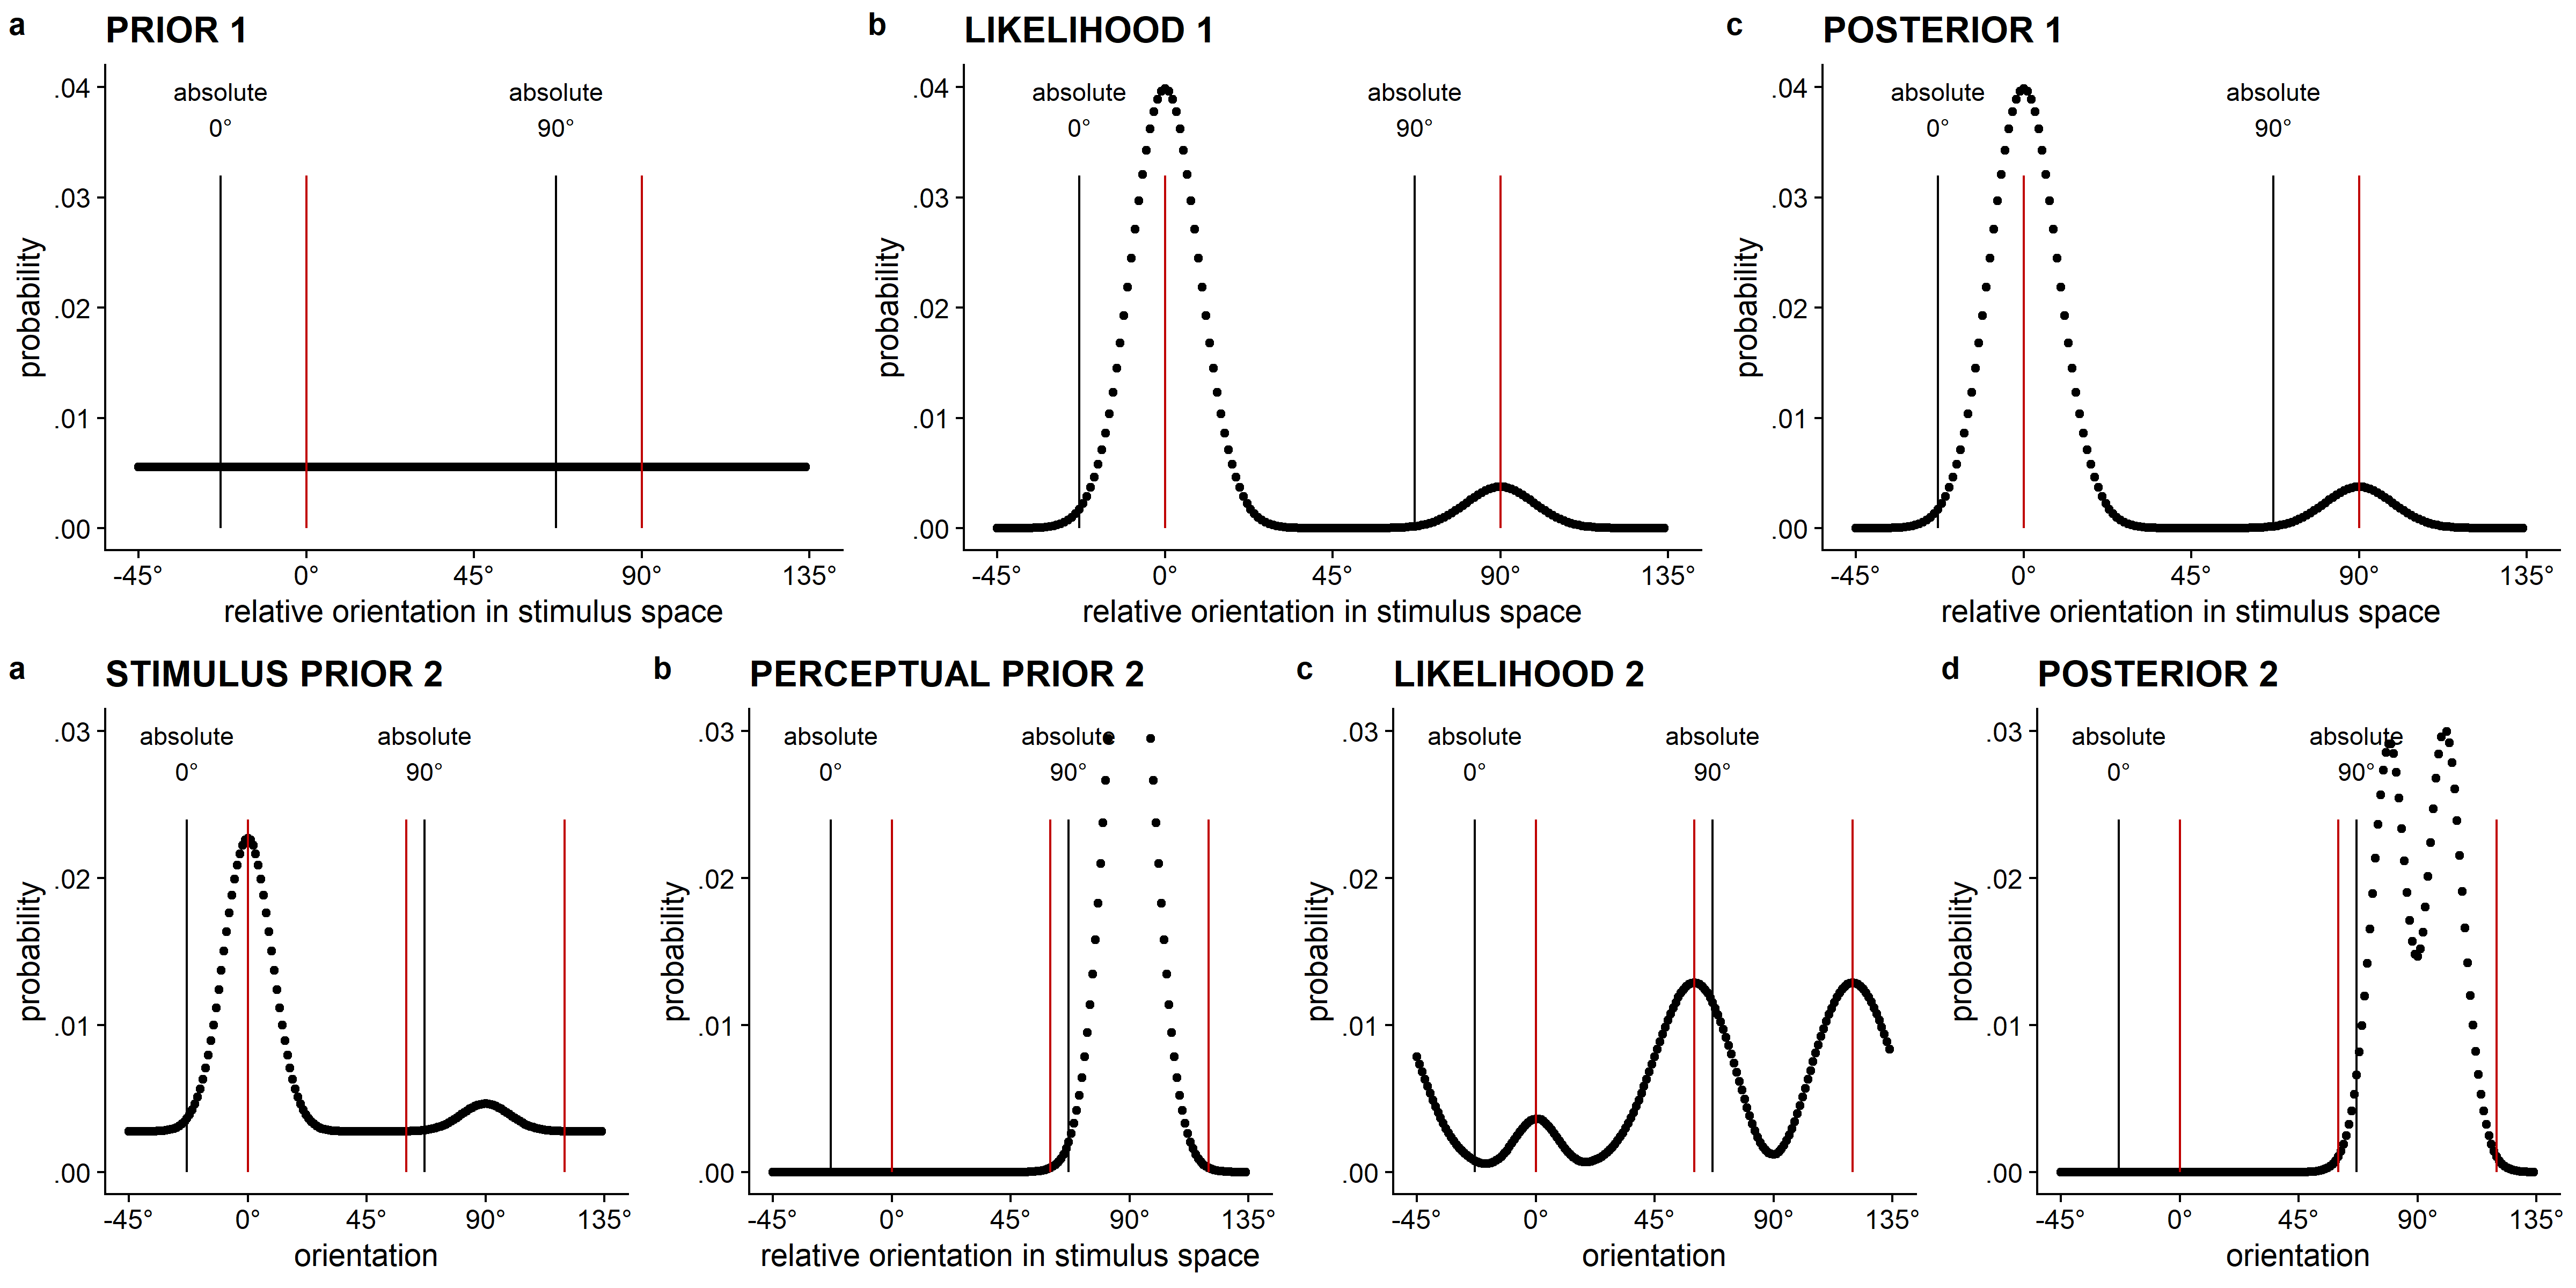 a PRIOR 1
absolute absolute
0° 90°
.04
.03
.02
.01
.00
probability
-45° 0° 45° 90° 135°
relative orientation in stimulus space
b LIKELIHOOD 1
absolute absolute
0° 90°
.04
.03
.02
.01
.00
probability
-45° 0° 45° 90° 135°
relative orientation in stimulus space
c POSTERIOR 1
absolute absolute
0° 90°
.04
.03
.02
.01
.00
probability
-45° 0° 45° 90° 135°
relative orientation in stimulus space
a STIMULUS PRIOR 2
absolute absolute
0° 90°
.03
.02
.01
.00
probability
-45° 0° 45° 90° 135°
orientation
b PERCEPTUAL PRIOR 2
absolute absolute
0° 90°
.03
.02
.01
.00
probability
-45° 0° 45° 90° 135°
relative orientation in stimulus space
c LIKELIHOOD 2
absolute absolute
0° 90°
.03
.02
.01
.00
probability
-45° 0° 45° 90° 135°
orientation
d POSTERIOR 2
absolute absolute
0° 90°
.03
.02
.01
.00
probability
-45° 0° 45° 90° 135°
orientation